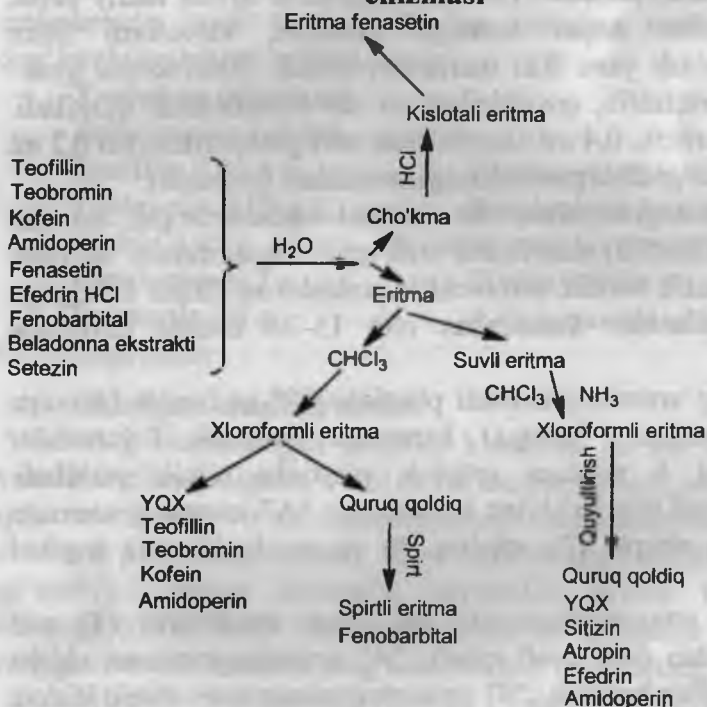 chizmasi
Eritma fenasetin
Kislotali eritma
HCl
Teofillin
Teobromin
Kofein
Amidoperin
Fenasetin
Efedrin HCl
Fenobarbital
Beladonna ekstrakti
Setezin
H₂O
Cho'kma
Eritma
CHCl₃
Suvli eritma
CHCl₃ NH₃
Xloroformli eritma
Xloroformli eritma
Quyultirish
YQX
Teofillin
Teobromin
Kofein
Amidoperin
Quruq qoldiq
Spirt
Spirtli eritma
Fenobarbital
Quruq qoldiq
YQX
Sitizin
Atropin
Efedrin
Amidoperin